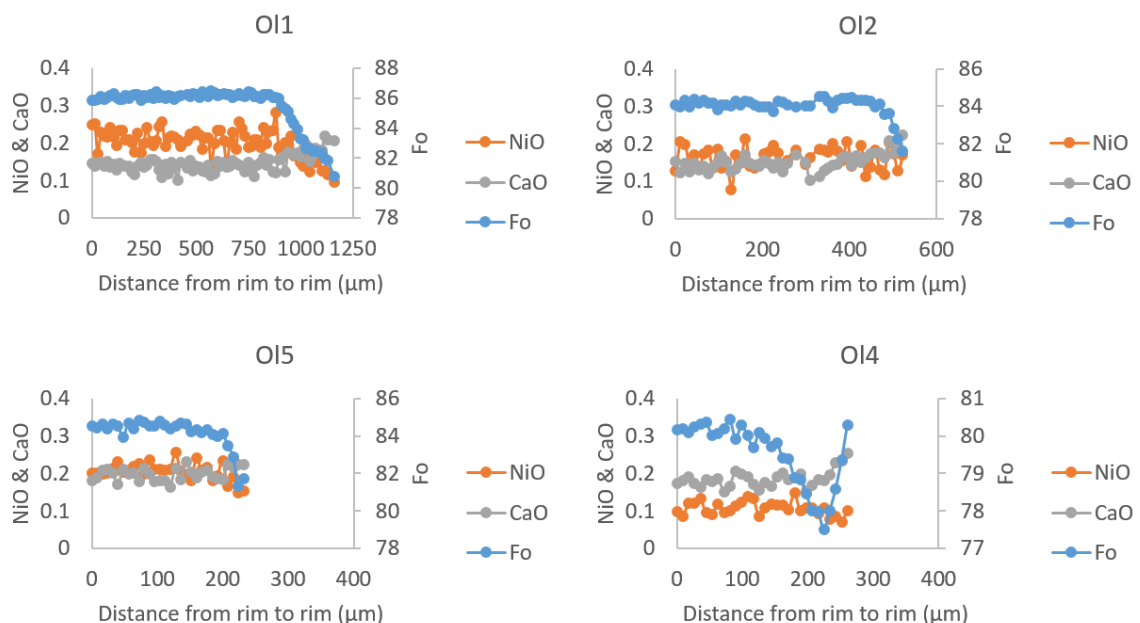 Ol1
0.4
0.3
0.2
0.1
0
NiO & CaO
88
86
84
82
80
78
Fo
0 250 500 750 1000 1250
Distance from rim to rim (μm)
NiO
CaO
Fo
Ol2
0.4
0.3
0.2
0.1
0
NiO & CaO
86
84
82
80
78
Fo
0 200 400 600
Distance from rim to rim (μm)
NiO
CaO
Fo
Ol5
0.4
0.3
0.2
0.1
0
NiO & CaO
86
84
82
80
78
Fo
0 100 200 300 400
Distance from rim to rim (μm)
NiO
CaO
Fo
Ol4
0.4
0.3
0.2
0.1
0
NiO & CaO
81
80
79
78
77
Fo
0 100 200 300 400
Distance from rim to rim (μm)
NiO
CaO
Fo